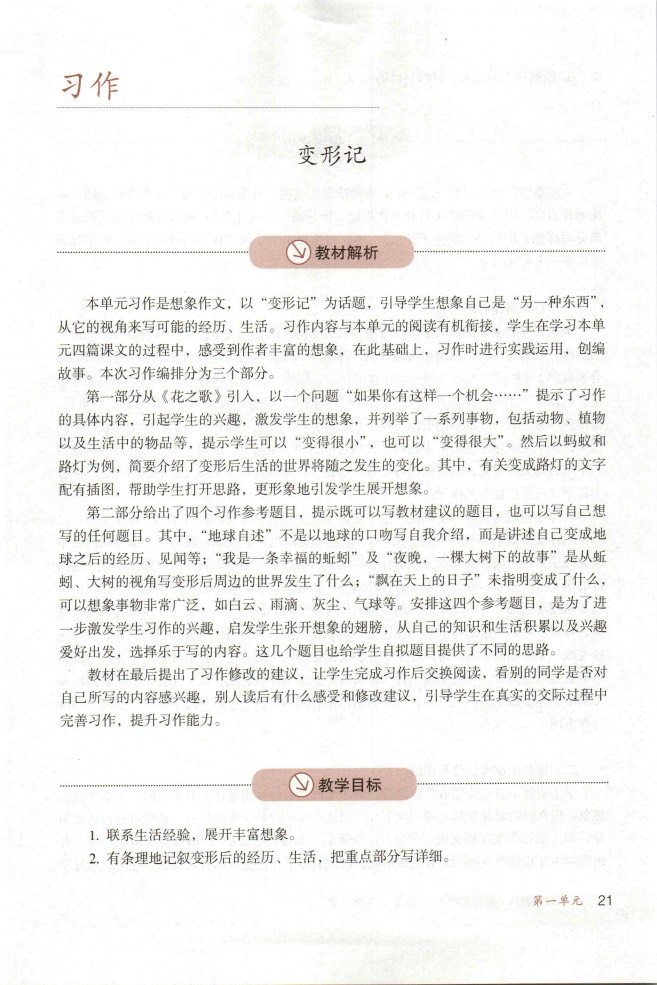 习作
变形记
教材解析
本单元习作是想象作文，以“变形记”为话题，引导学生想象自己是“另一种东西”，
从它的视角来写可能的经历、生活。习作内容与本单元的阅读有机衔接，学生在学习本单
元四篇课文的过程中，感受到作者丰富的想象，在此基础上，习作时进行实践运用，创编
故事。本次习作编排分为三个部分。
第一部分从《花之歌》引入，以一个问题“如果你有这样一个机会……”提示了习作
的具体内容，引起学生的兴趣，激发学生的想象，并列举了一系列事物，包括动物、植物
以及生活中的物品等，提示学生可以“变得很小”，也可以“变得很大”。然后以蚂蚁和
路灯为例，简要介绍了变形后生活的世界将随之发生的变化。其中，有关变成路灯的文字
配有插图，帮助学生打开思路，更形象地引发学生展开想象。
第二部分给出了四个习作参考题目，提示既可以写教材建议的题目，也可以写自己想
写的任何题目。其中，“地球自述”不是以地球的口吻写自我介绍，而是讲述自己变成地
球之后的经历、见闻等；“我是一条幸福的蚯蚓”及“夜晚，一棵大树下的故事”是从蚯
蚓、大树的视角写变形后周边的世界发生了什么；“飘在天上的日子”未指明变成了什么，
可以想象事物非常广泛，如白云、雨滴、灰尘、气球等。安排这四个参考题目，是为了进
一步激发学生习作的兴趣，启发学生张开想象的翅膀，从自己的知识和生活积累以及兴趣
爱好出发，选择乐于写的内容。这几个题目也给学生自拟题目提供了不同的思路。
教材在最后提出了习作修改的建议，让学生完成习作后交换阅读，看别的同学是否对
自己所写的内容感兴趣，别人读后有什么感受和修改建议，引导学生在真实的交际过程中
完善习作，提升习作能力。
教学目标
1. 联系生活经验，展开丰富想象。
2. 有条理地记叙变形后的经历、生活，把重点部分写详细。
第一单元 21